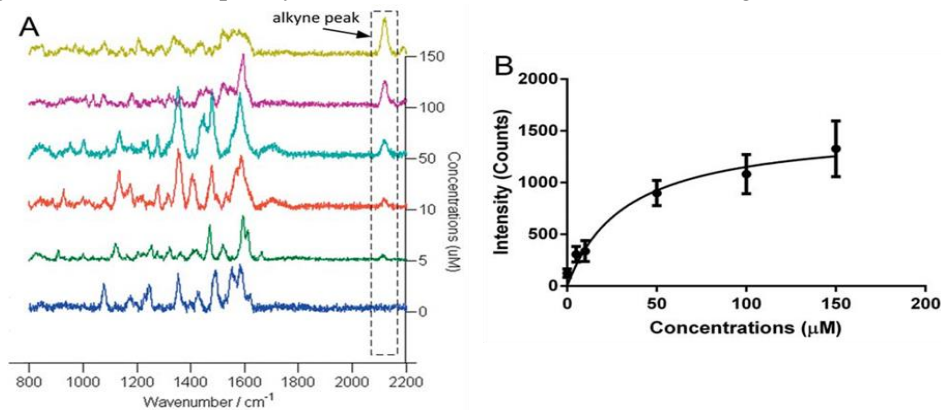 A
alkyne peak
150
100
50
10
5
0
Concentrations (uM)
800 1000 1200 1400 1600 1800 2000 2200
Wavenumber / cm⁻¹
B
2000
1500
1000
500
0
Intensity (Counts)
0 50 100 150 200
Concentrations (μM)